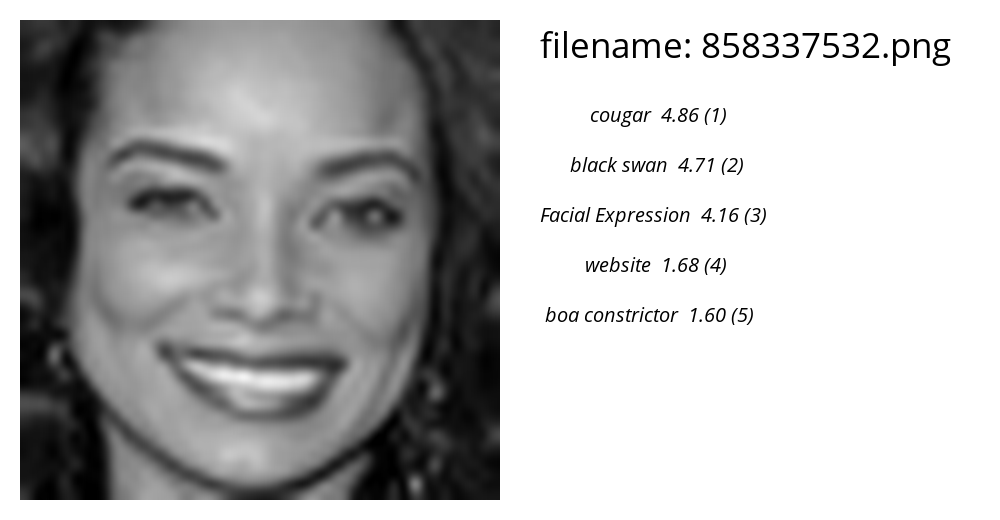 filename: 858337532.png
cougar 4.86 (1)
black swan 4.71 (2)
Facial Expression 4.16 (3)
website 1.68 (4)
boa constrictor 1.60 (5)